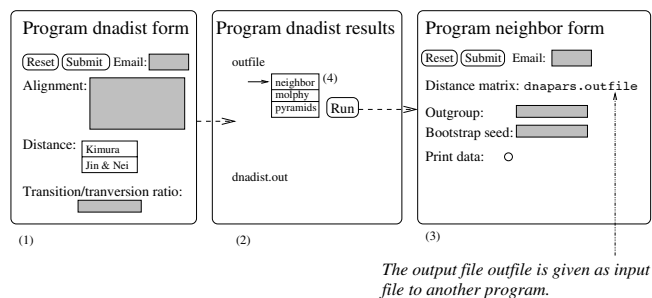 Program dnadist form
Reset Submit Email:
Alignment:
Distance:
Kimura
Jin & Nei
Transition/tranversion ratio:
(1)
Program dnadist results
outfile
neighbor
molphy
pyramids
(4)
Run
dnadist.out
(2)
Program neighbor form
Reset Submit Email:
Distance matrix: dnapars.outfile
Outgroup:
Bootstrap seed:
Print data:
(3)
The output file outfile is given as input
file to another program.